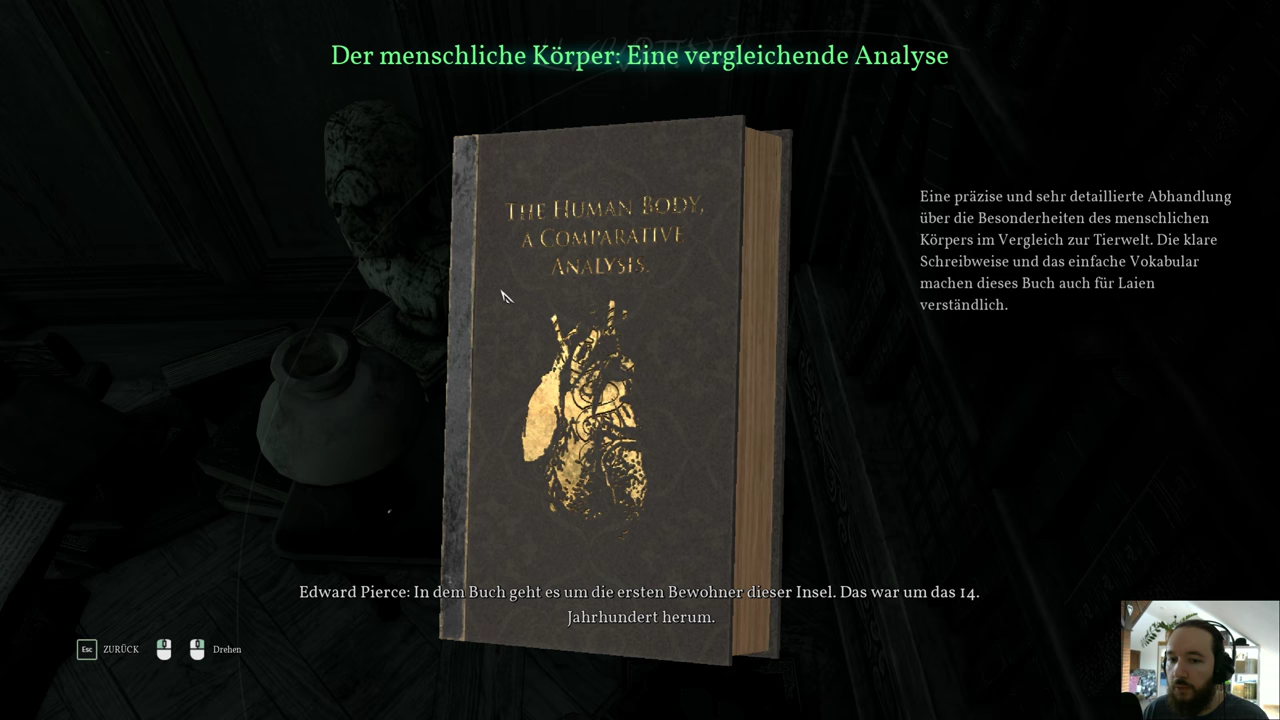 Der menschliche Körper: Eine vergleichende Analyse
THE HUMAN BODY,
A COMPARATIVE
ANALYSIS.
Eine präzise und sehr detaillierte Abhandlung
über die Besonderheiten des menschlichen
Körpers im Vergleich zur Tierwelt. Die klare
Schreibweise und das einfache Vokabular
machen dieses Buch auch für Laien
verständlich.
Edward Pierce: In dem Buch geht es um die ersten Bewohner dieser Insel. Das war um das 14.
Jahrhundert herum.
Esc ZURÜCK Drehen